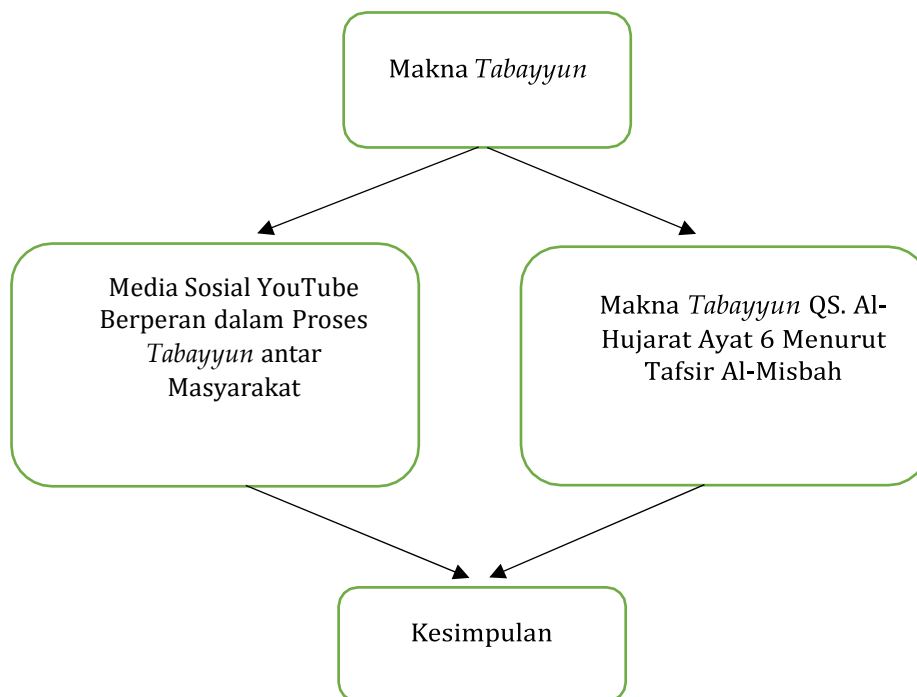 Makna Tabayyun
Media Sosial YouTube
Berperan dalam Proses
Tabayyun antar
Masyarakat
Makna Tabayyun QS. Al-
Hujarat Ayat 6 Menurut
Tafsir Al-Misbah
Kesimpulan